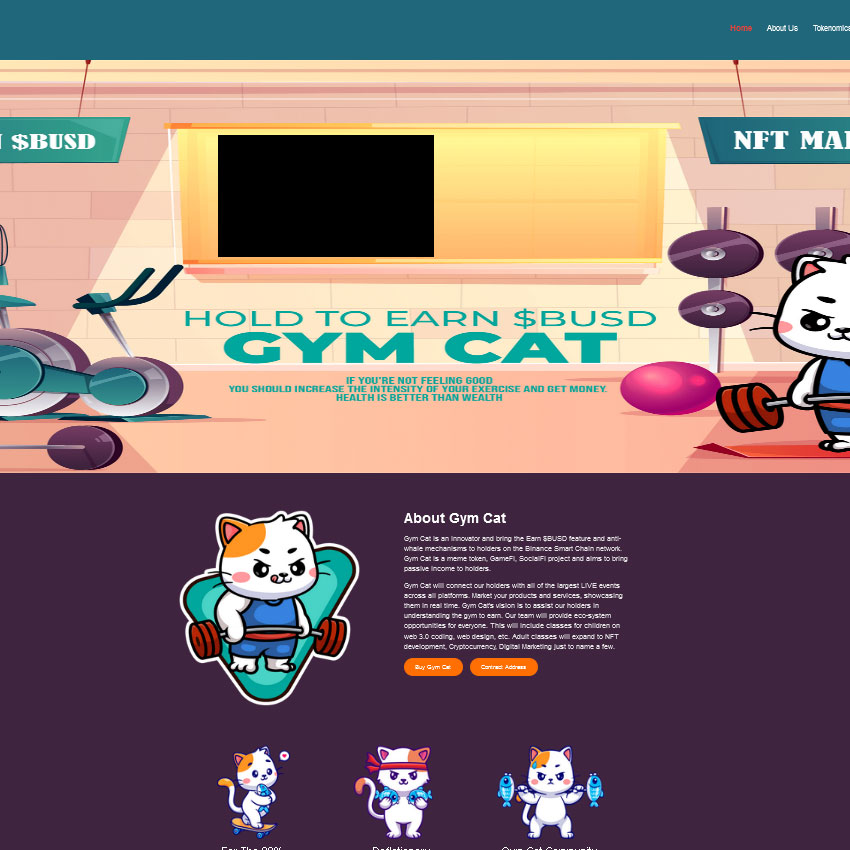 Home About Us Tokenomics
$BUSD
NFT MA
HOLD TO EARN $BUSD
GYM CAT
IF YOU'RE NOT FEELING GOOD
YOU SHOULD INCREASE THE INTENSITY OF YOUR EXERCISE AND GET MONEY.
HEALTH IS BETTER THAN WEALTH
About Gym Cat
Gym Cat is an innovator and bring the Earn $BUSD feature and anti-
whale mechanisms to holders on the Binance Smart Chain network.
Gym Cat is a meme token, GameFi, SocialFi project and aims to bring
passive income to holders.
Gym Cat will connect our holders with all of the largest LIVE events
across all platforms. Market your products and services, showcasing
them in real time. Gym Cat's vision is to assist our holders in
understanding the gym to earn. Our team will provide eco-system
opportunities for everyone. This will include classes for children on
web 3.0 coding, web design, etc. Adult classes will expand to NFT
development, Cryptocurrency, Digital Marketing just to name a few.
Buy Gym Cat Contract Address